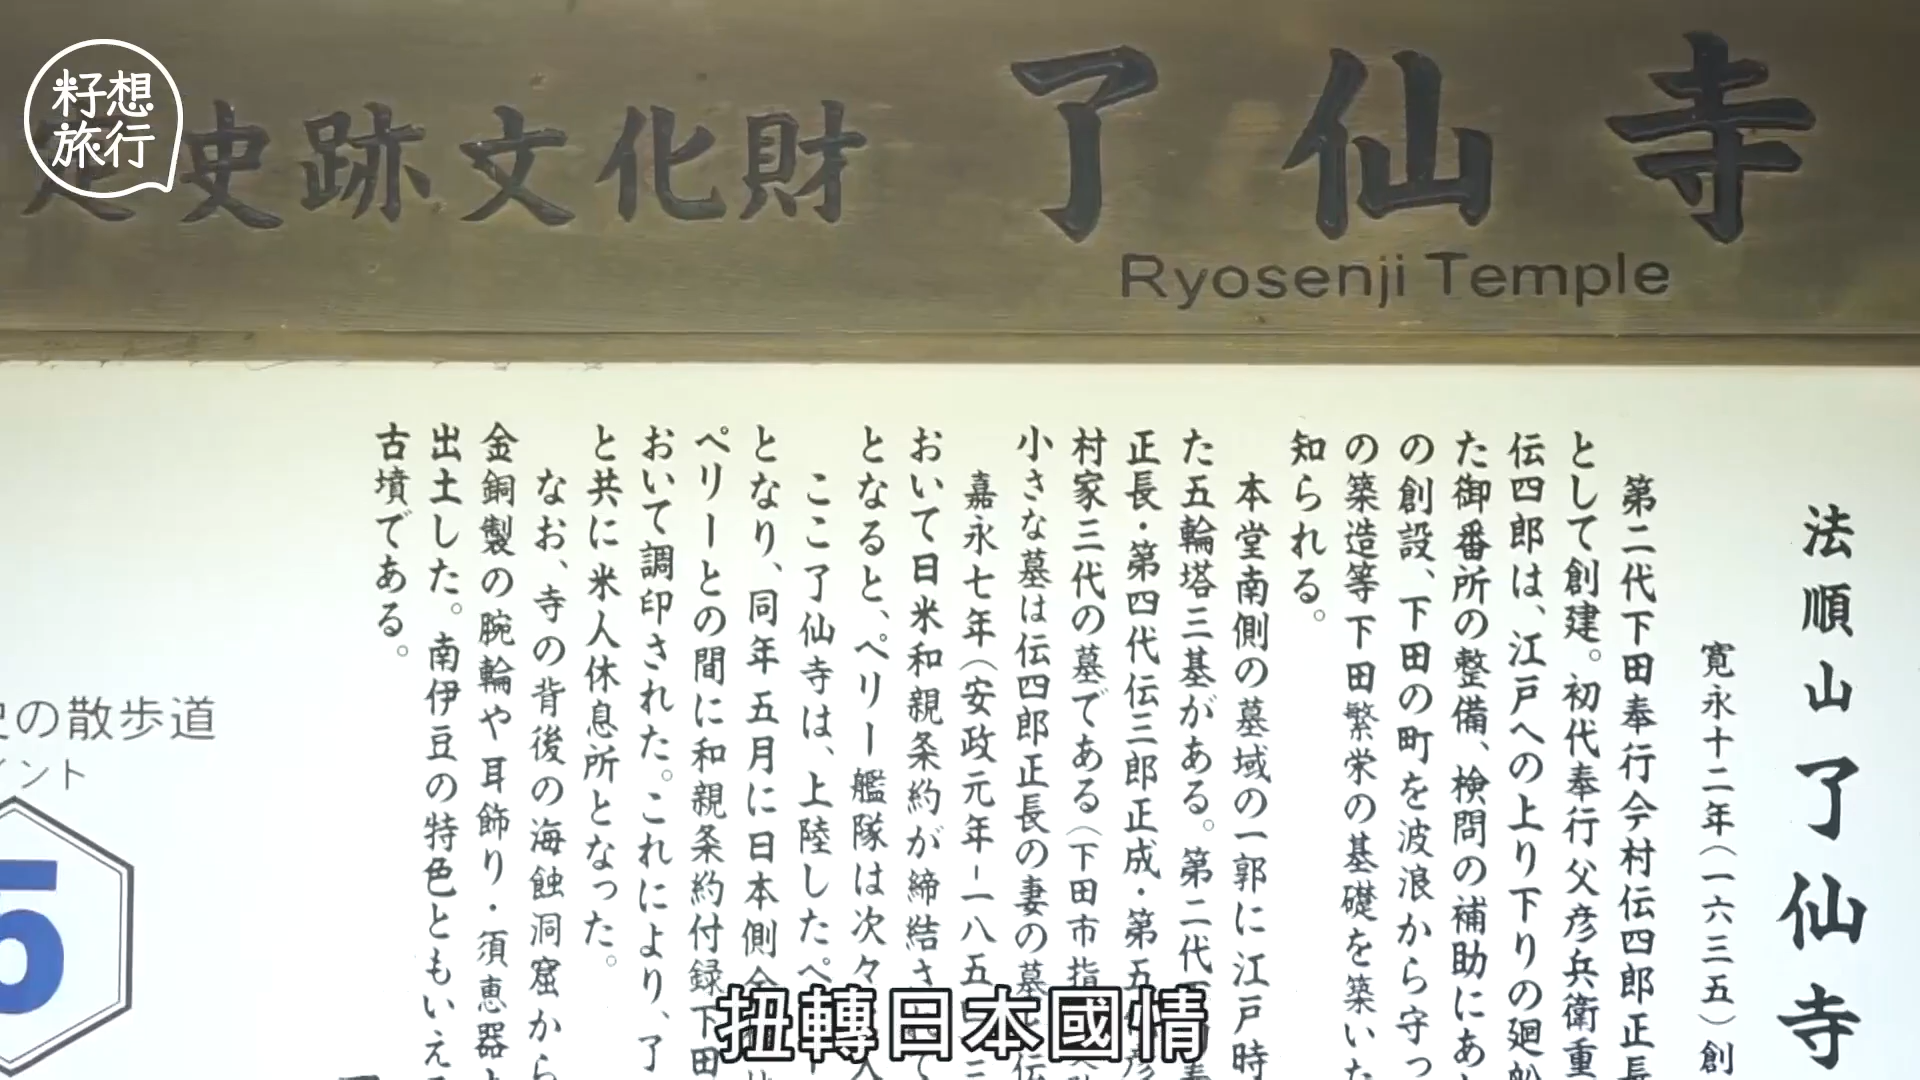 籽想
旅行
定史跡文化財
了仙寺
Ryosenji Temple
法順山 了仙寺
寛永十二年(一六三五)創
第二代下田奉行今村伝四郎正長
として創建。初代奉行父彦兵衛重
伝四郎は、江戸への上り下りの廻船
た御番所の整備、検問の補助にあ
の創設、下田の町を波浪から守っ
の築造等下田繁栄の基礎を築いた
知られる。
本堂南側の墓域の一郭に江戸時
た五輪塔三基がある。第二代
正長・第四代伝三郎正成・第五
村家三代の墓である(下田市指
小さな墓は伝四郎正長の妻の墓
嘉永七年(安政元年-一八五
おいて日米和親条約が締結さ
となると、ペリー艦隊は次々
ここ了仙寺は、上陸したペ
となり、同年五月に日本側全
ペリーとの間に和親条約付録下田
おいて調印された。これにより、了
と共に米人休息所となった。
なお、寺の背後の海蝕洞窟から
金銅製の腕輪や耳飾り・須恵器
出土した。南伊豆の特色ともいえ
古墳である。
史の散歩道
イント
5
扭轉日本國情